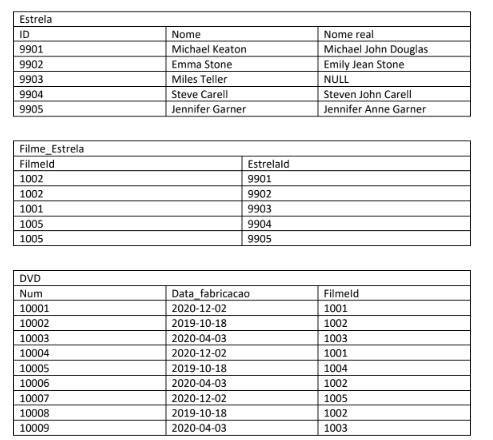 Estrela
ID Nome Nome real
9901 Michael Keaton Michael John Douglas
9902 Emma Stone Emily Jean Stone
9903 Miles Teller NULL
9904 Steve Carell Steven John Carell
9905 Jennifer Garner Jennifer Anne Garner
Filme_Estrela
FilmeId EstrelaId
1002 9901
1002 9902
1001 9903
1005 9904
1005 9905
DVD
Num Data_fabricacao FilmeId
10001 2020-12-02 1001
10002 2019-10-18 1002
10003 2020-04-03 1003
10004 2020-12-02 1001
10005 2019-10-18 1004
10006 2020-04-03 1002
10007 2020-12-02 1005
10008 2019-10-18 1002
10009 2020-04-03 1003